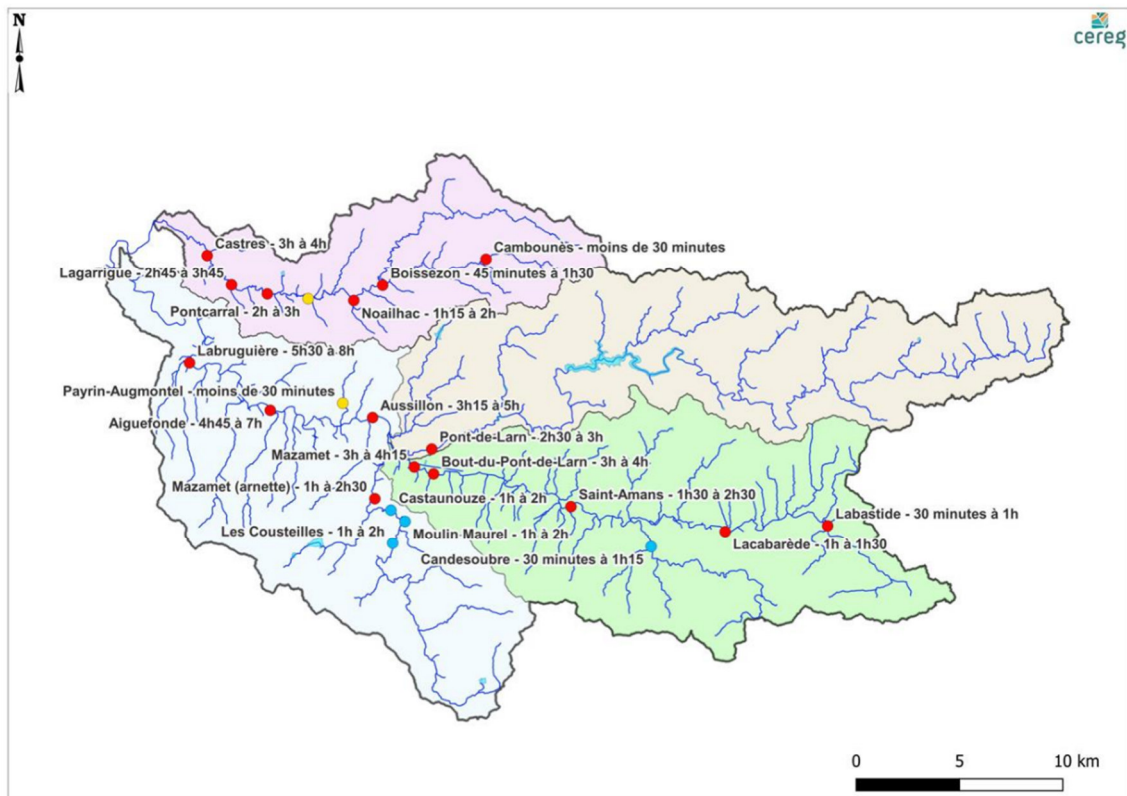 N
cereg
Castres - 3h à 4h
Cambounès - moins de 30 minutes
Lagarrigue - 2h45 à 3h45
Boissezon - 45 minutes à 1h30
Pontcarral - 2h à 3h
Noailhac - 1h15 à 2h
Labruguière - 5h30 à 8h
Payrin-Augmontel - moins de 30 minutes
Aussillon - 3h15 à 5h
Aiguefonde - 4h45 à 7h
Pont-de-Larn - 2h30 à 3h
Mazamet - 3h à 4h15
Bout-du-Pont-de-Larn - 3h à 4h
Mazamet (arnette) - 1h à 2h30
Castaunouze - 1h à 2h
Saint-Amans - 1h30 à 2h30
Labastide - 30 minutes à 1h
Les Cousteilles - 1h à 2h
Moulin Maurel - 1h à 2h
Lacabarède - 1h à 1h30
Candesoubre - 30 minutes à 1h15
0 5 10 km